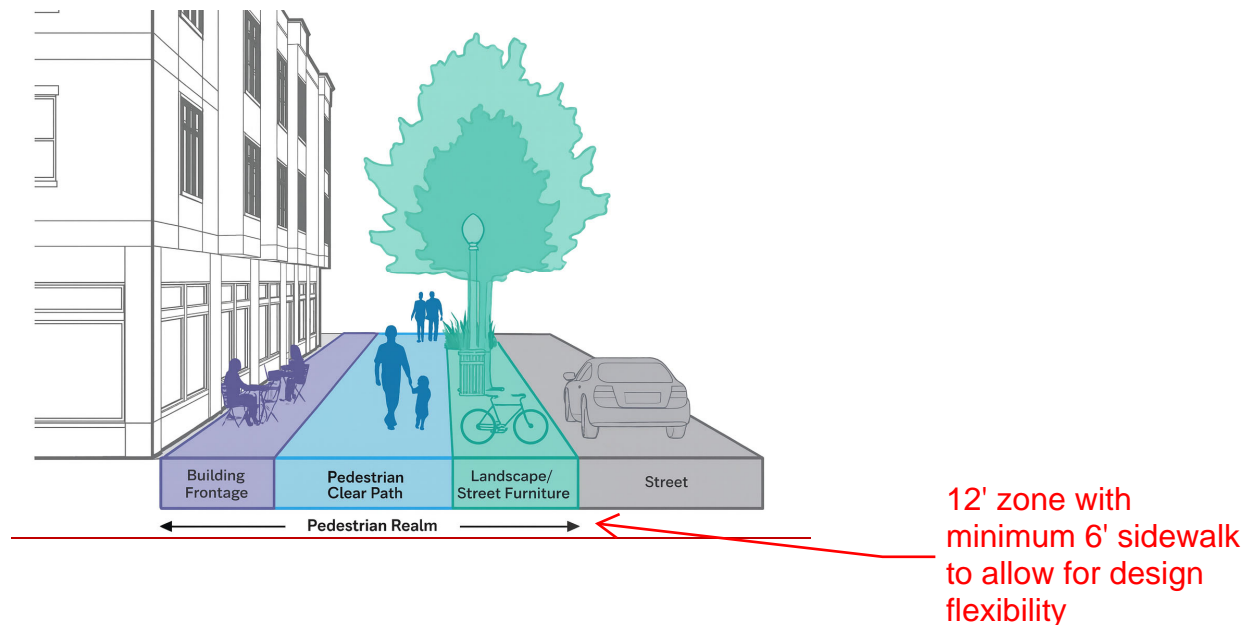 Building
Frontage
Pedestrian
Clear Path
Landscape/
Street Furniture
Street
Pedestrian Realm
12' zone with
minimum 6' sidewalk
to allow for design
flexibility